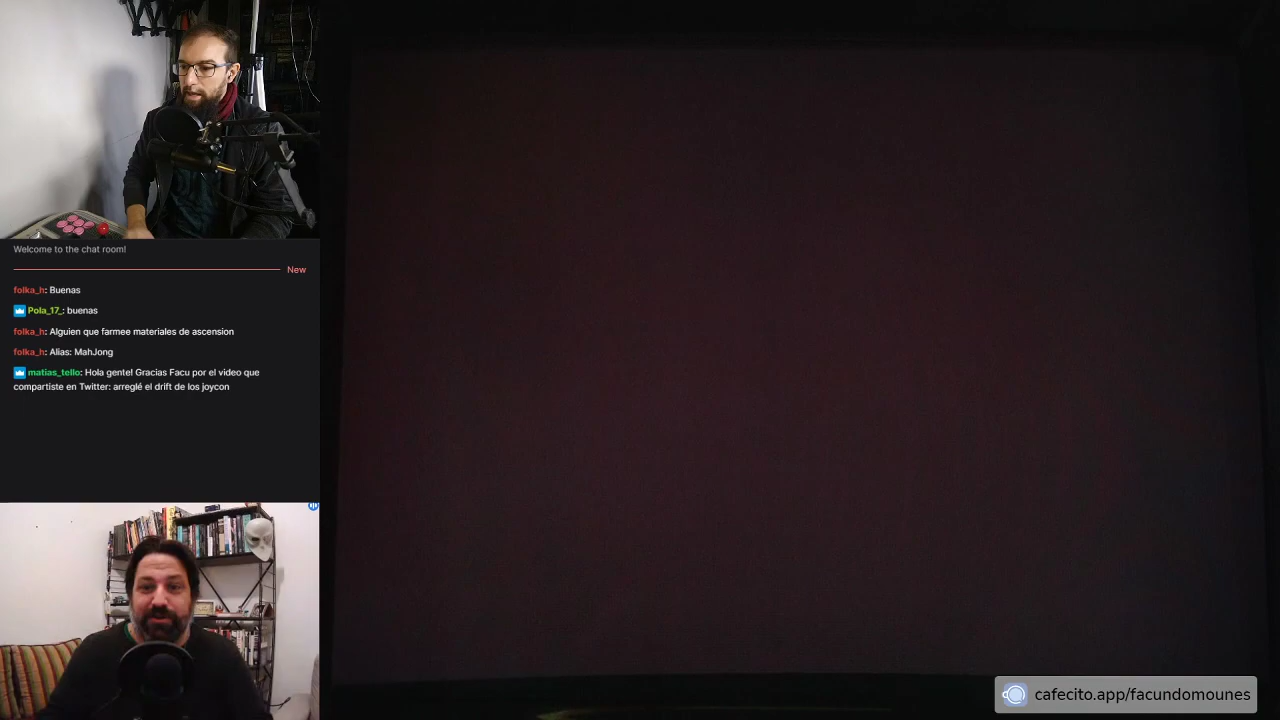 Welcome to the chat room!
New
folka_h: Buenas
Pola_17_: buenas
folka_h: Alguien que farmee materiales de ascension
folka_h: Alias: MahJong
matias_tello: Hola gente! Gracias Facu por el video que
compartiste en Twitter: arreglé el drift de los joycon
cafecito.app/facundomounes